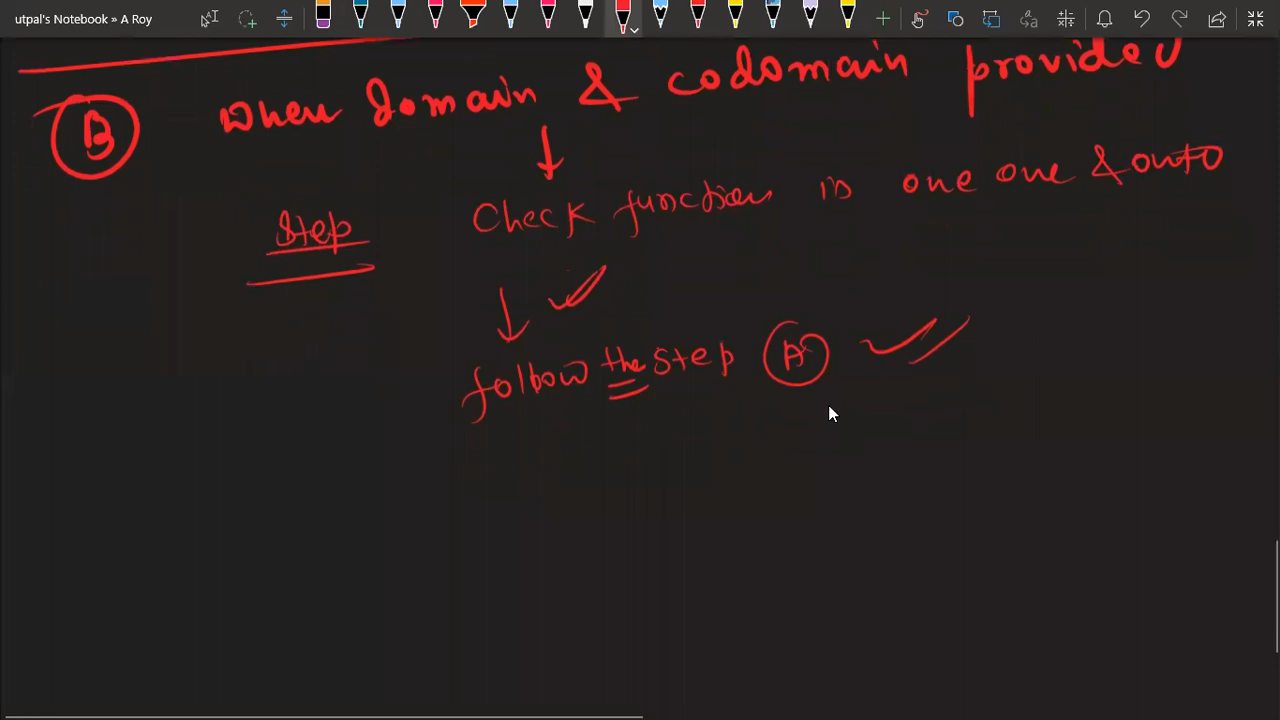 utpal's Notebook » A Roy
B when domain & codomain provided
Check function is one one & onto
Step
follow the step A